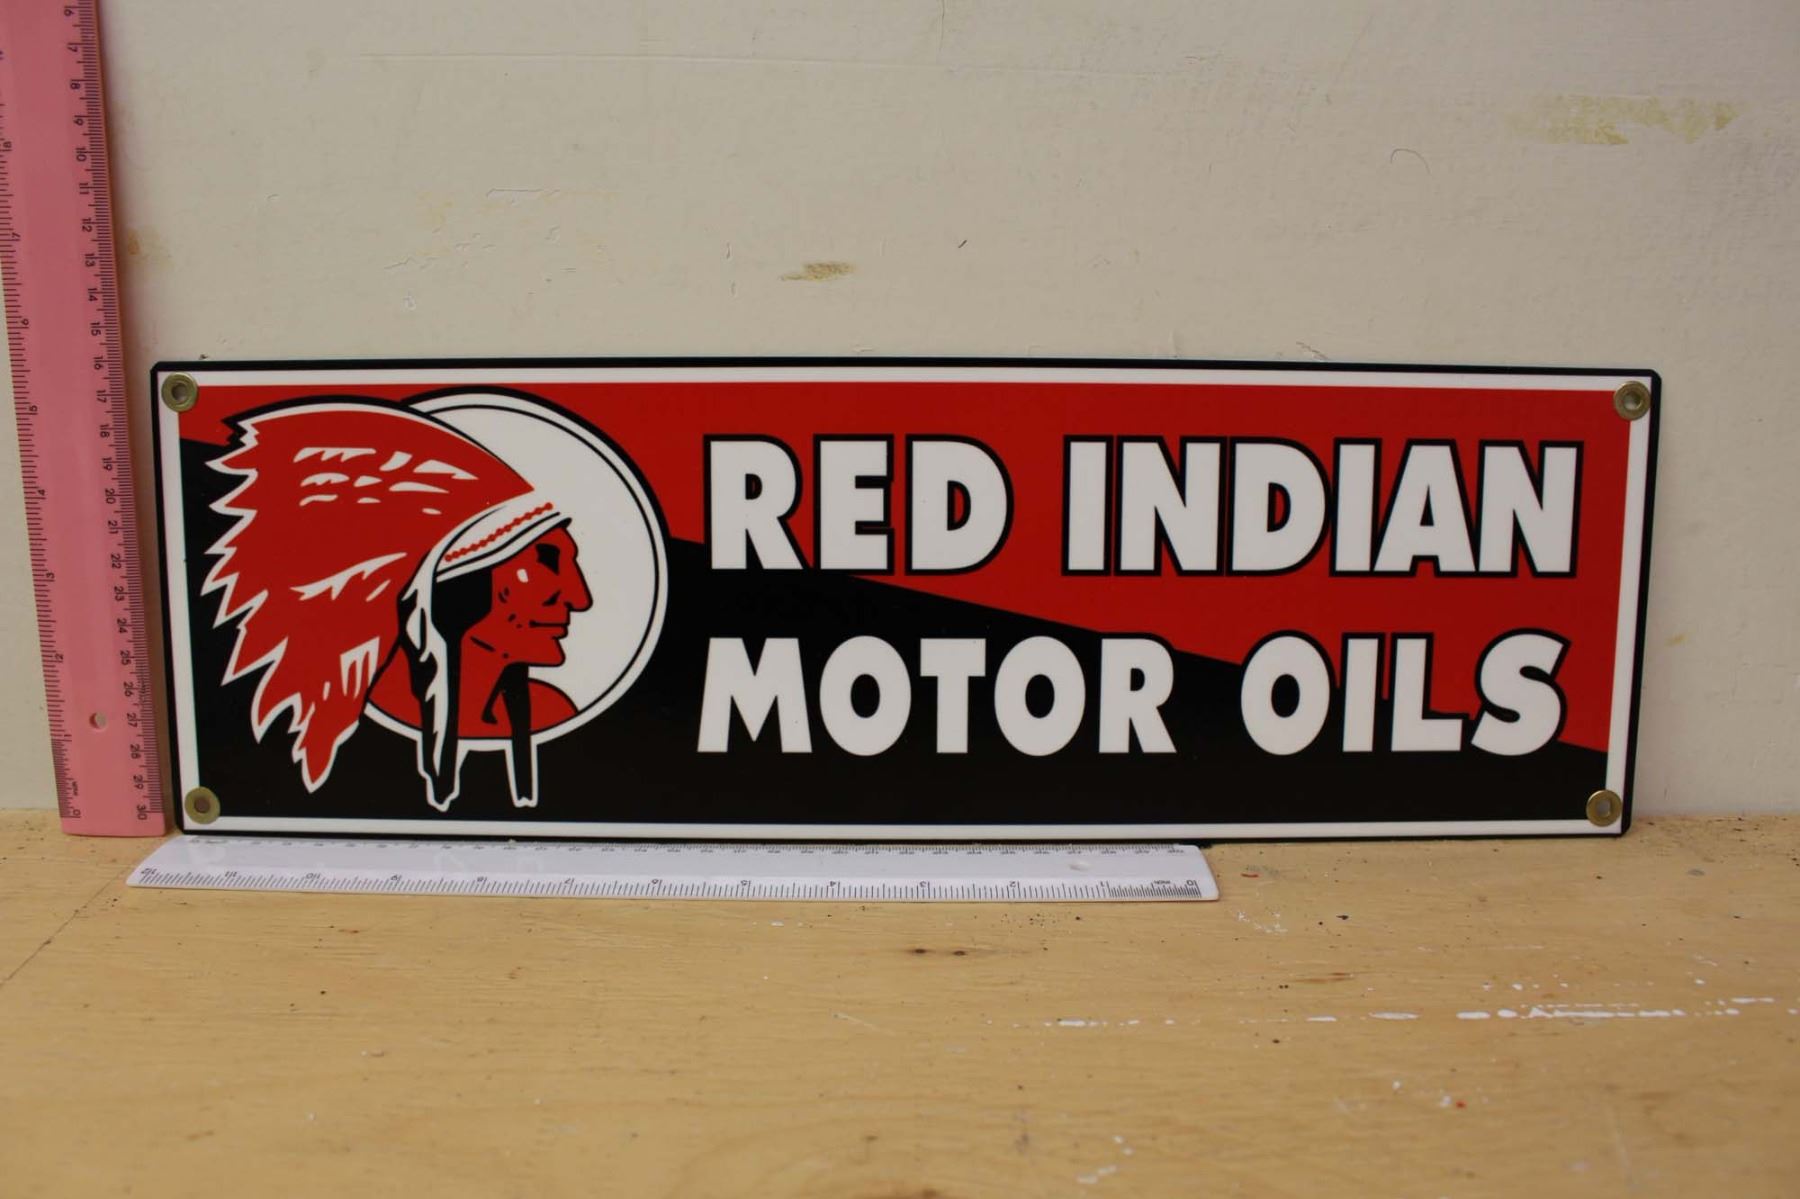 RED INDIAN
MOTOR OILS